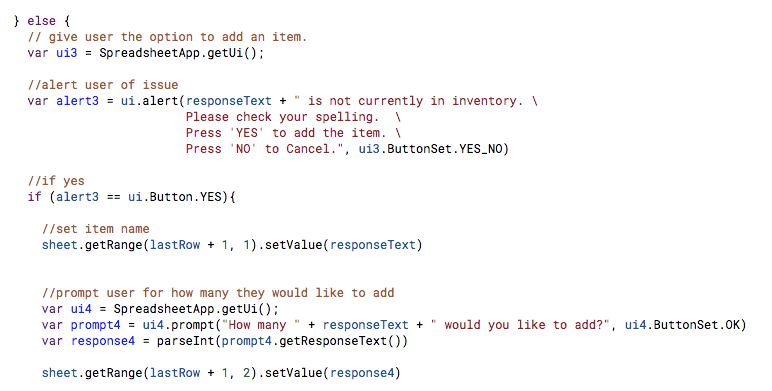 } else {
// give user the option to add an item.
var ui3 = SpreadsheetApp.getUi();
//alert user of issue
var alert3 = ui.alert(responseText + " is not currently in inventory. \
Please check your spelling.  \
Press 'YES' to add the item. \
Press 'NO' to Cancel.", ui3.ButtonSet.YES_NO)
//if yes
if (alert3 == ui.Button.YES){
//set item name
sheet.getRange(lastRow + 1, 1).setValue(responseText)
//prompt user for how many they would like to add
var ui4 = SpreadsheetApp.getUi();
var prompt4 = ui4.prompt("How many " + responseText + " would you like to add?", ui4.ButtonSet.OK)
var response4 = parseInt(prompt4.getResponseText())
sheet.getRange(lastRow + 1, 2).setValue(response4)